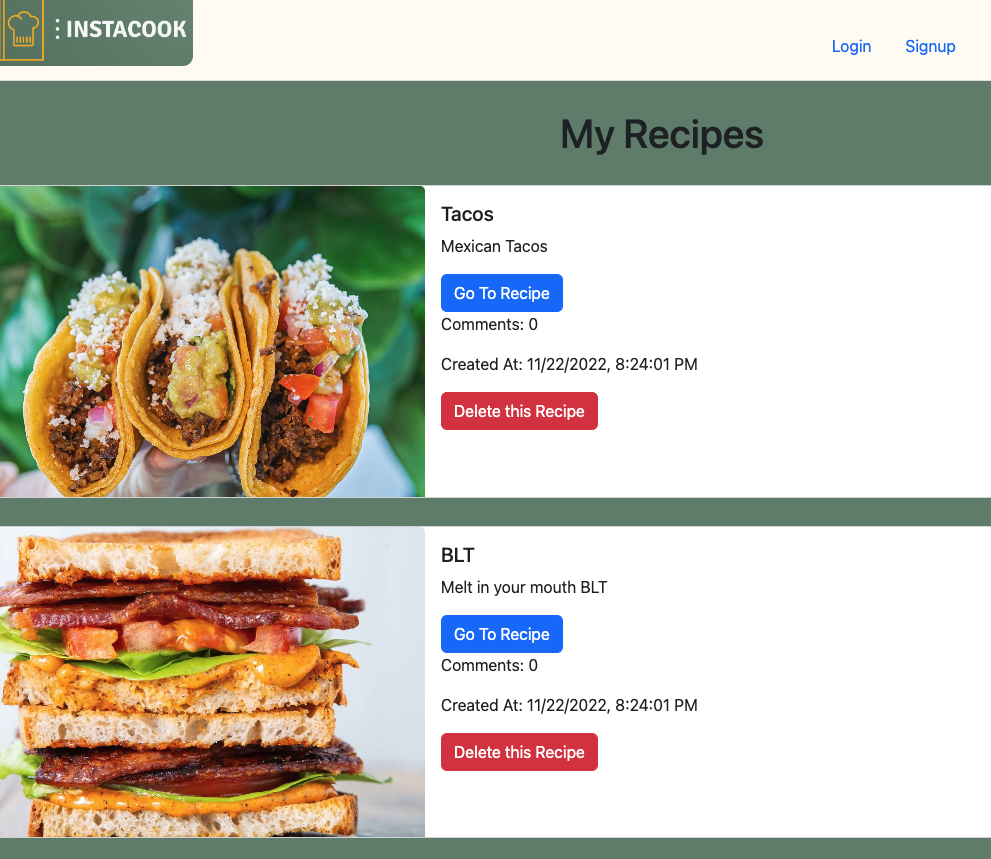 INSTACOOK
Login
Signup
My Recipes
Tacos
Mexican Tacos
Go To Recipe
Comments: 0
Created At: 11/22/2022, 8:24:01 PM
Delete this Recipe
BLT
Melt in your mouth BLT
Go To Recipe
Comments: 0
Created At: 11/22/2022, 8:24:01 PM
Delete this Recipe